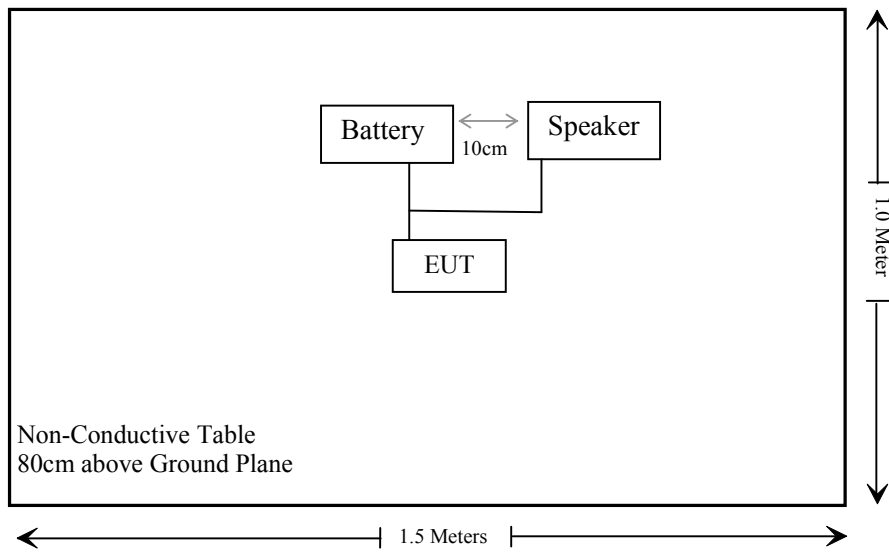 Battery
Speaker
10cm
EUT
1.0 Meter
Non-Conductive Table
80cm above Ground Plane
1.5 Meters